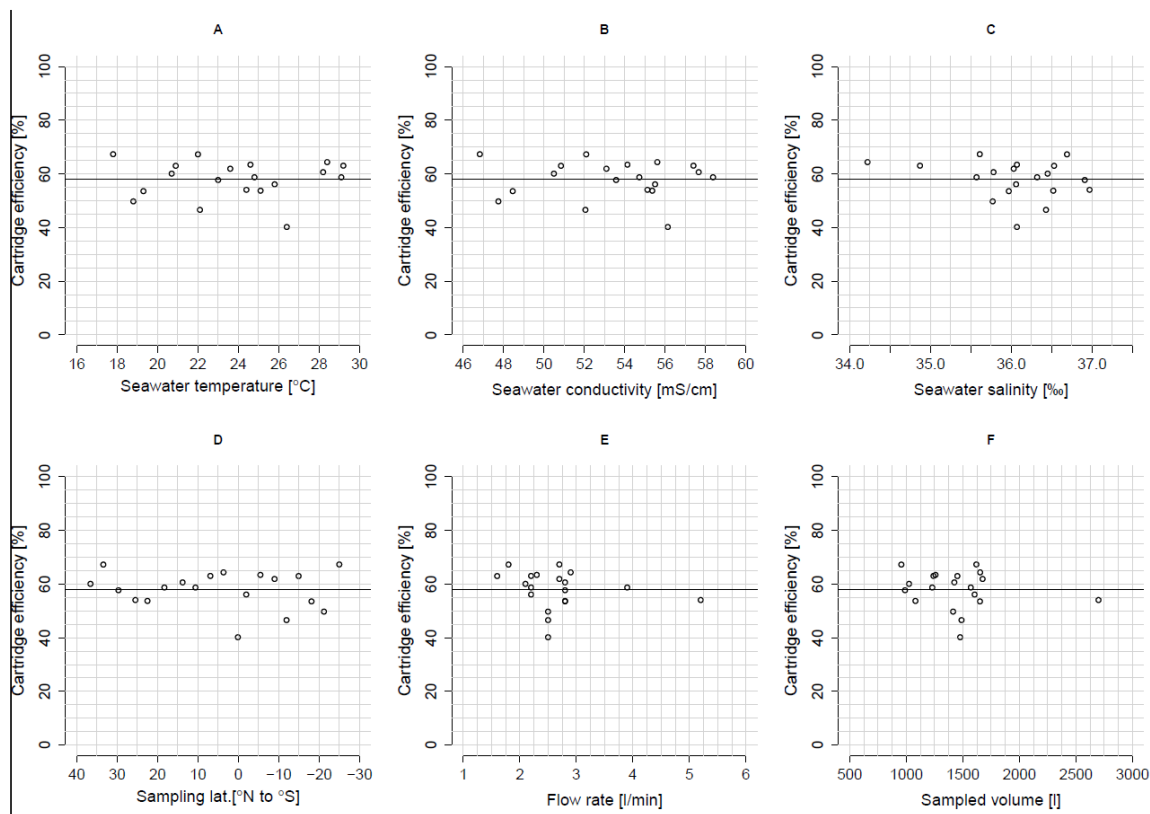 A
Cartridge efficiency [%]
100
80
60
40
20
0
16 18 20 22 24 26 28 30
Seawater temperature [°C]
B
Cartridge efficiency [%]
100
80
60
40
20
0
46 48 50 52 54 56 58 60
Seawater conductivity [mS/cm]
C
Cartridge efficiency [%]
100
80
60
40
20
0
34.0 35.0 36.0 37.0
Seawater salinity [‰]
D
Cartridge efficiency [%]
100
80
60
40
20
0
40 30 20 10 0 −10 −20 −30
Sampling lat.[°N to °S]
E
Cartridge efficiency [%]
100
80
60
40
20
0
1 2 3 4 5 6
Flow rate [l/min]
F
Cartridge efficiency [%]
100
80
60
40
20
0
500 1000 1500 2000 2500 3000
Sampled volume [l]